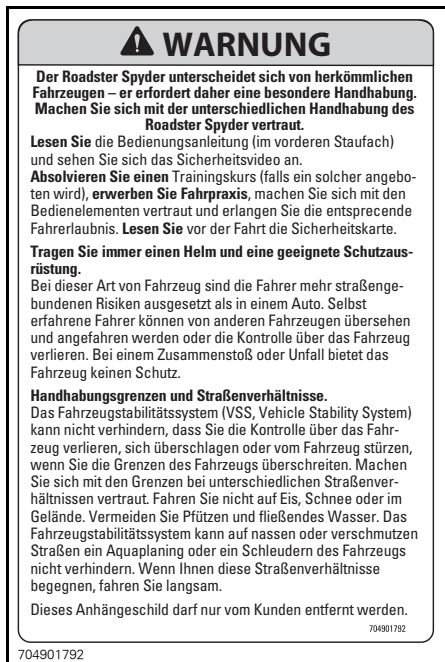 WARNUNG
Der Roadster Spyder unterscheidet sich von herkömmlichen
Fahrzeugen – er erfordert daher eine besondere Handhabung.
Machen Sie sich mit der unterschiedlichen Handhabung des
Roadster Spyder vertraut.
Lesen Sie die Bedienungsanleitung (im vorderen Staufach)
und sehen Sie sich das Sicherheitsvideo an.
Absolvieren Sie einen Trainingskurs (falls ein solcher angebo-
ten wird), erwerben Sie Fahrpraxis, machen Sie sich mit den
Bedienelementen vertraut und erlangen Sie die entsprecende
Fahrerlaubnis. Lesen Sie vor der Fahrt die Sicherheitskarte.
Tragen Sie immer einen Helm und eine geeignete Schutzaus-
rüstung.
Bei dieser Art von Fahrzeug sind die Fahrer mehr straßenge-
bundenen Risiken ausgesetzt als in einem Auto. Selbst
erfahrene Fahrer können von anderen Fahrzeugen übersehen
und angefahren werden oder die Kontrolle über das Fahrzeug
verlieren. Bei einem Zusammenstoß oder Unfall bietet das
Fahrzeug keinen Schutz.
Handhabungsgrenzen und Straßenverhältnisse.
Das Fahrzeugstabilitätssystem (VSS, Vehicle Stability System)
kann nicht verhindern, dass Sie die Kontrolle über das Fahr-
zeug verlieren, sich überschlagen oder vom Fahrzeug stürzen,
wenn Sie die Grenzen des Fahrzeugs überschreiten. Machen
Sie sich mit den Grenzen bei unterschiedlichen Straßenver-
hältnissen vertraut. Fahren Sie nicht auf Eis, Schnee oder im
Gelände. Vermeiden Sie Pfützen und fließendes Wasser. Das
Fahrzeugstabilitätssystem kann auf nassen oder verschmutzen
Straßen ein Aquaplaning oder ein Schleudern des Fahrzeugs
nicht verhindern. Wenn Ihnen diese Straßenverhältnisse
begegnen, fahren Sie langsam.
Dieses Anhängeschild darf nur vom Kunden entfernt werden.
704901792
704901792